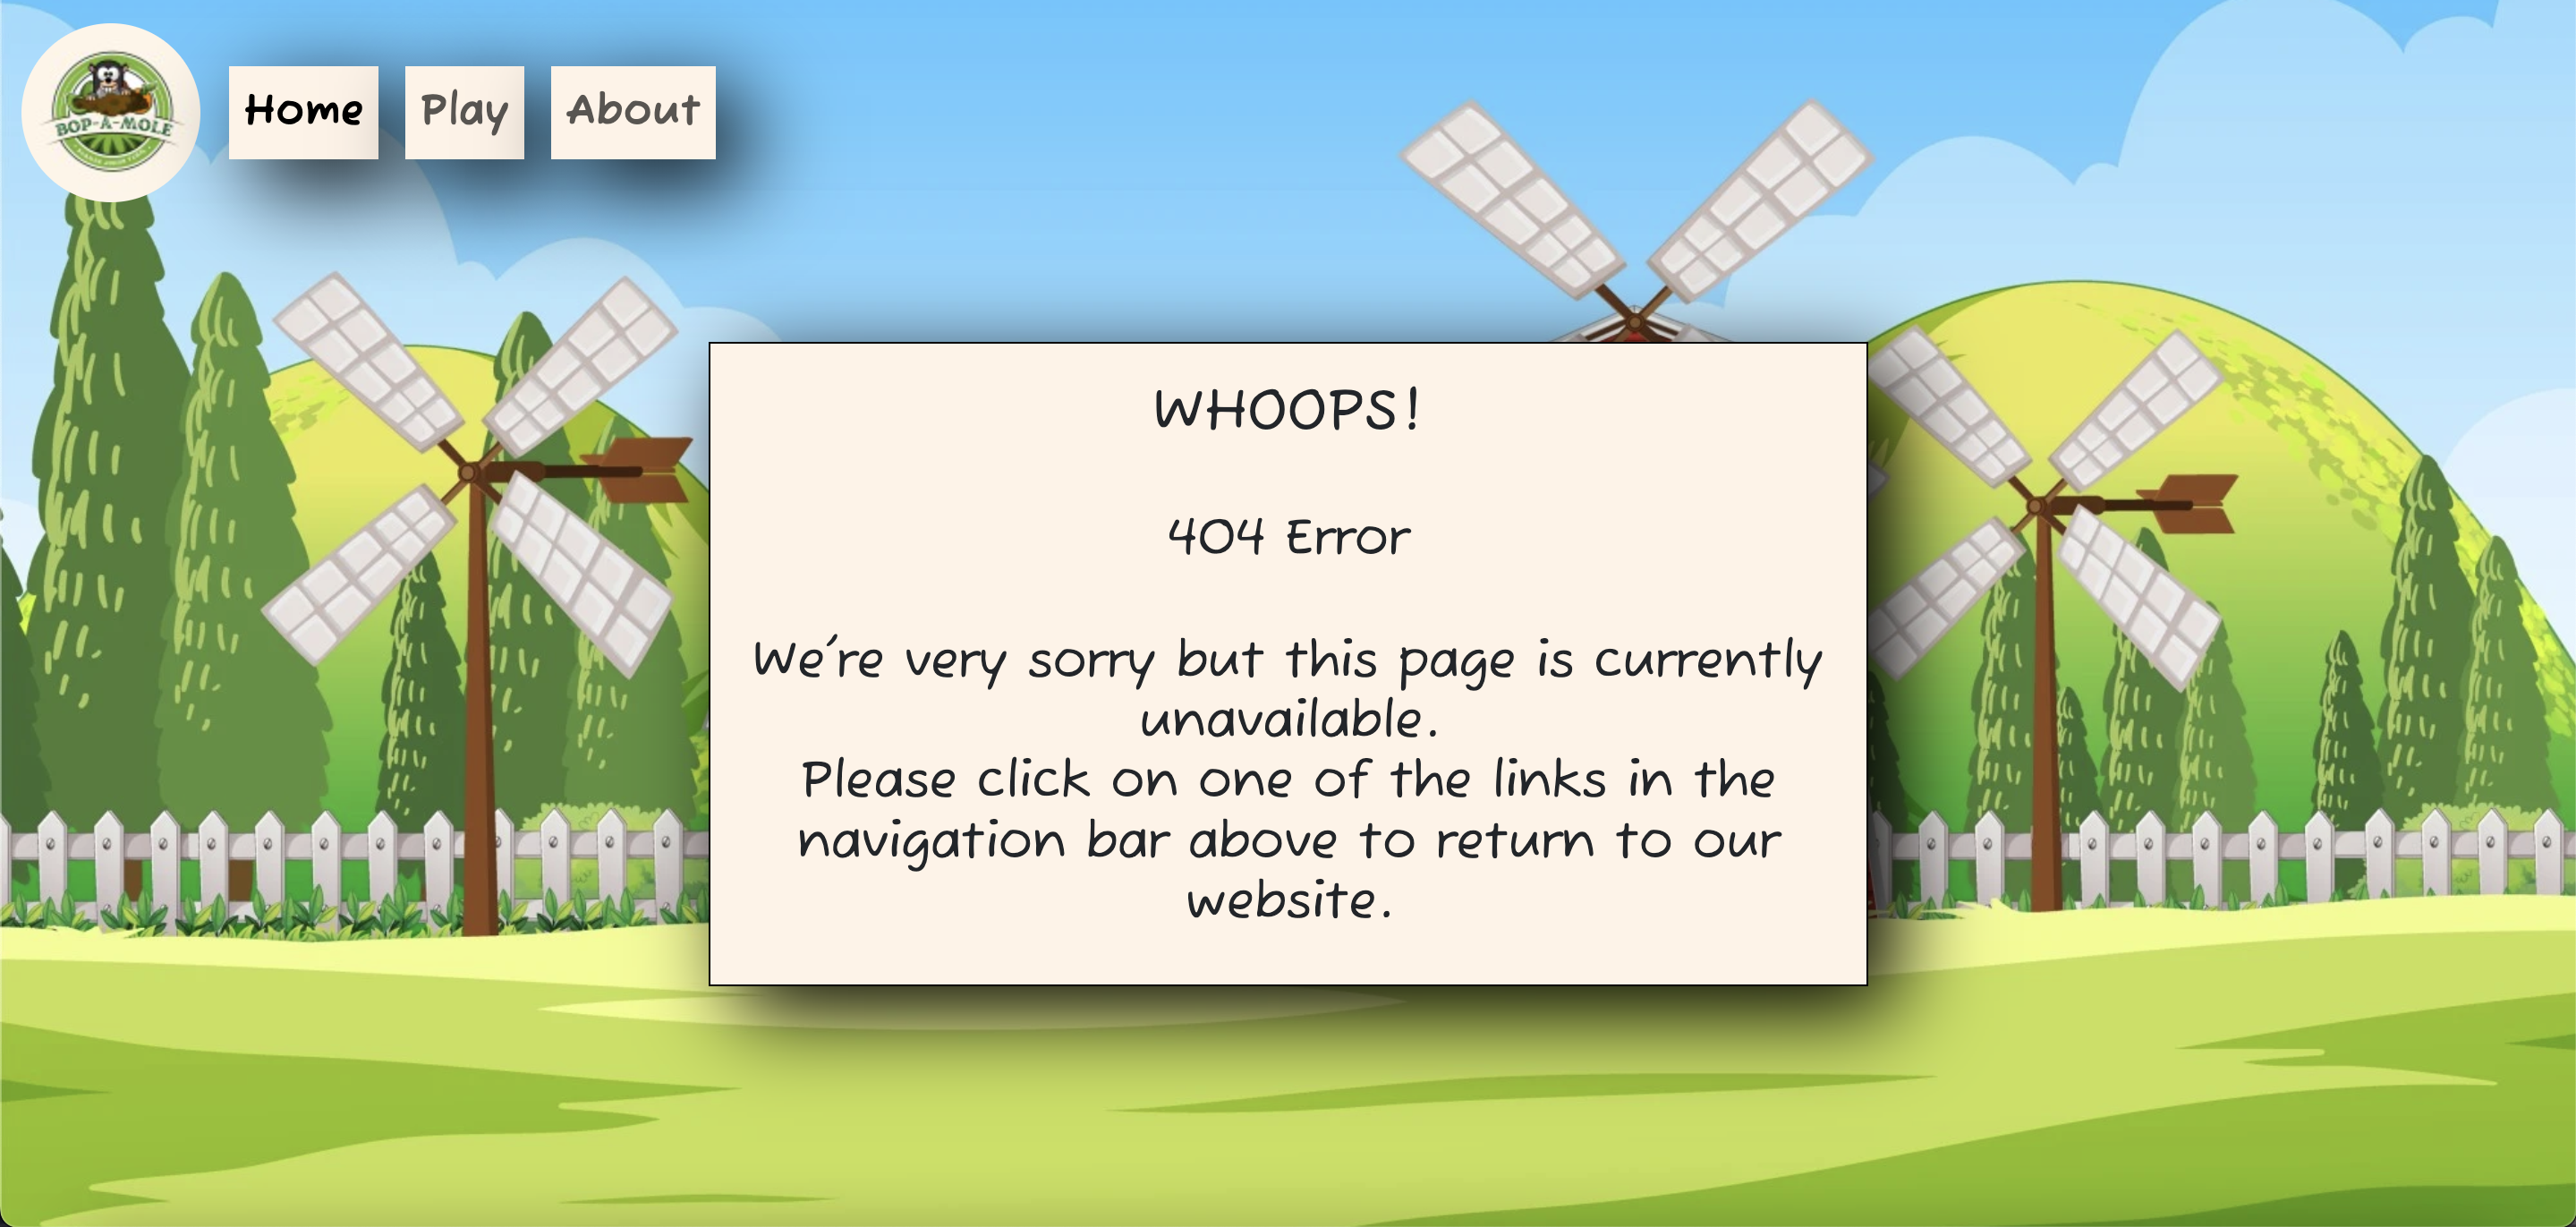 BOP-A-MOLE
Home
Play
About
WHOOPS!
404 Error
We're very sorry but this page is currently
unavailable.
Please click on one of the links in the
navigation bar above to return to our
website.